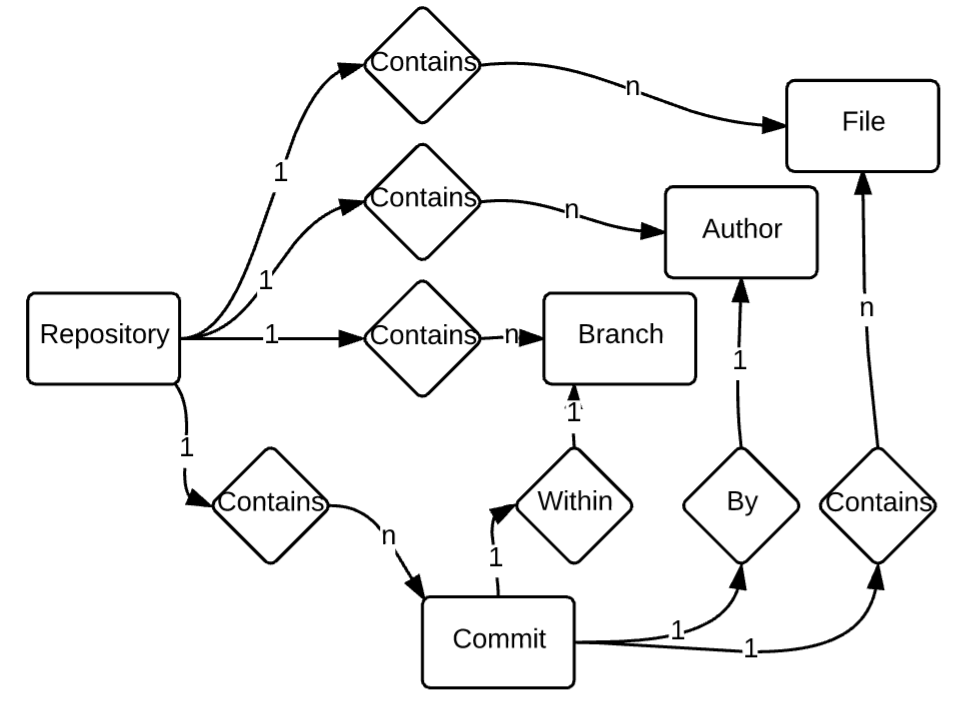 Contains
n
File
1
Contains
n
Author
1
Repository
1
Contains
n
Branch
n
1
1
1
Contains
Within
By
Contains
n
1
Commit
1
1